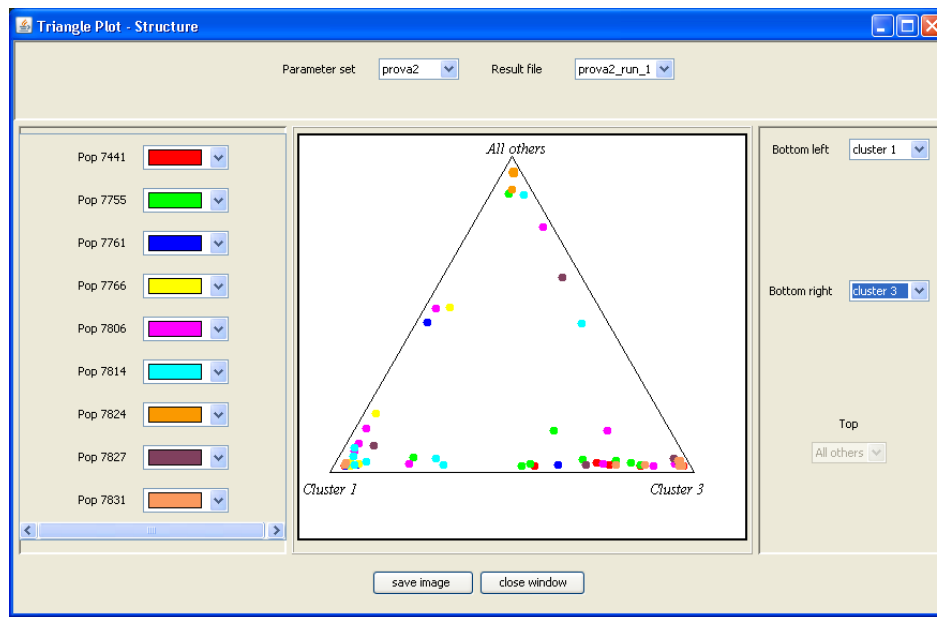 Triangle Plot - Structure
Parameter set prova2 Result file prova2_run_1
Pop 7441
Pop 7755
Pop 7761
Pop 7766
Pop 7806
Pop 7814
Pop 7824
Pop 7827
Pop 7831
All others
Cluster 1 Cluster 3
Bottom left cluster 1
Bottom right cluster 3
Top
All others
save image close window